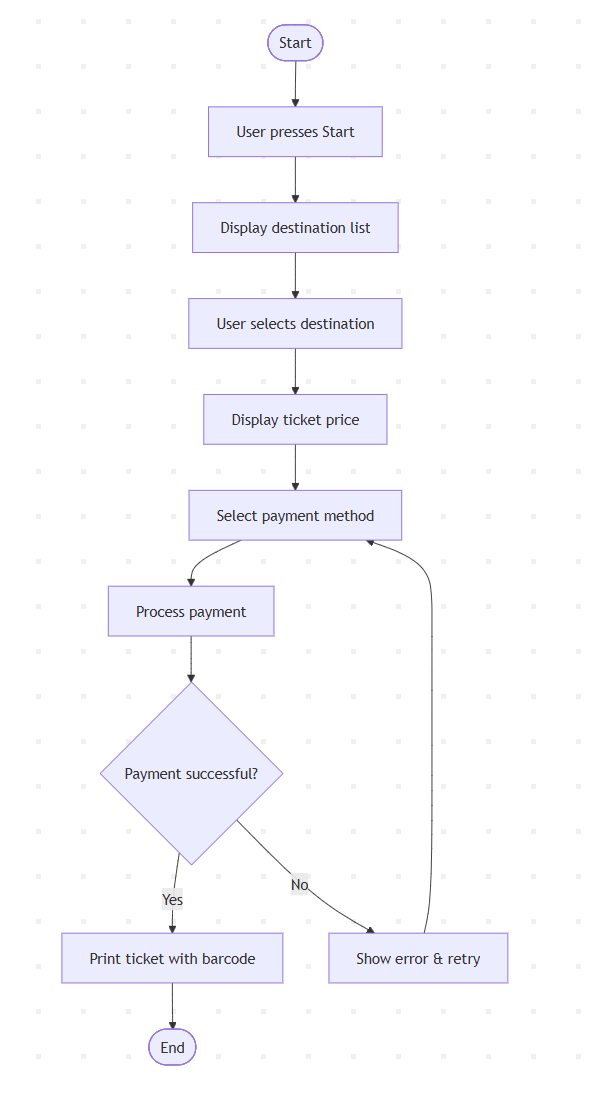 Start
User presses Start
Display destination list
User selects destination
Display ticket price
Select payment method
Process payment
Payment successful?
No
Yes
Print ticket with barcode
Show error & retry
End